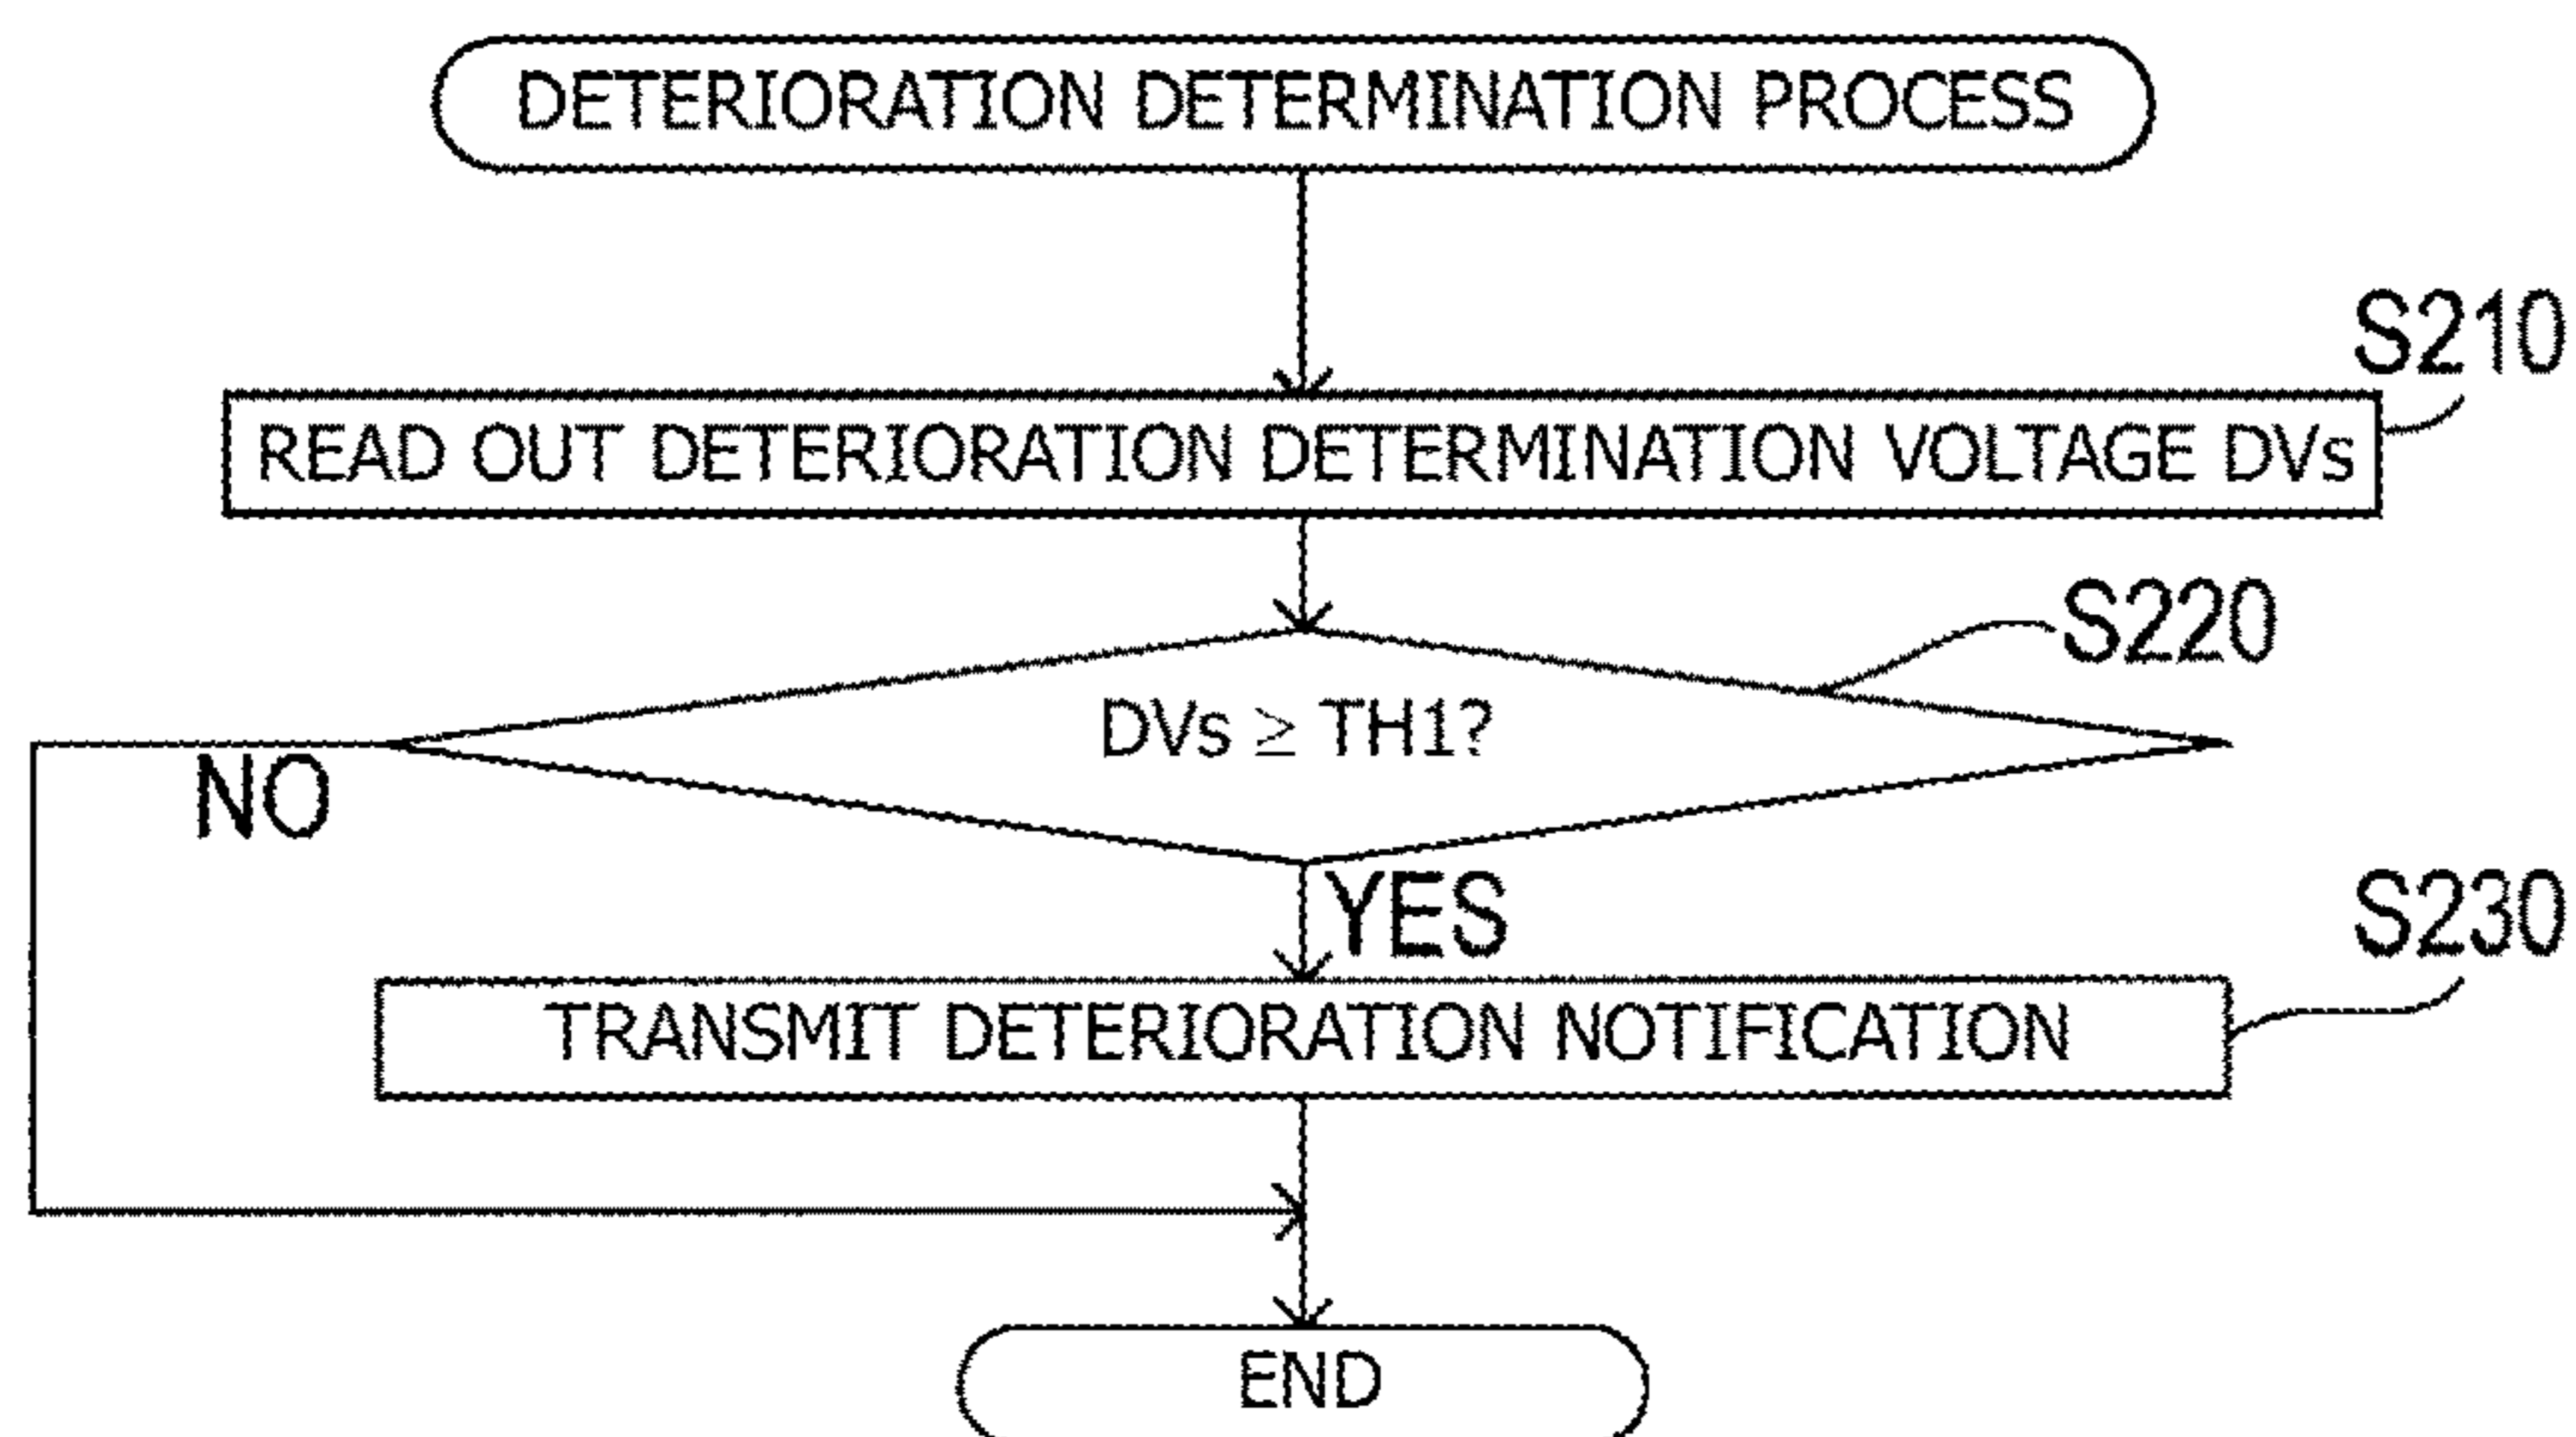 DETERIORATION DETERMINATION PROCESS
S210
READ OUT DETERIORATION DETERMINATION VOLTAGE DVs
S220
DVs ≥ TH1?
NO
YES
S230
TRANSMIT DETERIORATION NOTIFICATION
END